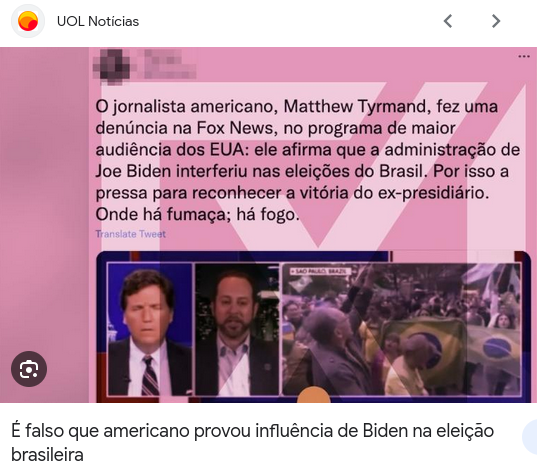 UOL Notícias
O jornalista americano, Matthew Tyrmand, fez uma
denúncia na Fox News, no programa de maior
audiência dos EUA: ele afirma que a administração de
Joe Biden interferiu nas eleições do Brasil. Por isso a
pressa para reconhecer a vitória do ex-presidiário.
Onde há fumaça; há fogo.
Translate Tweet
SAO PAULO, BRAZIL
É falso que americano provou influência de Biden na eleição
brasileira